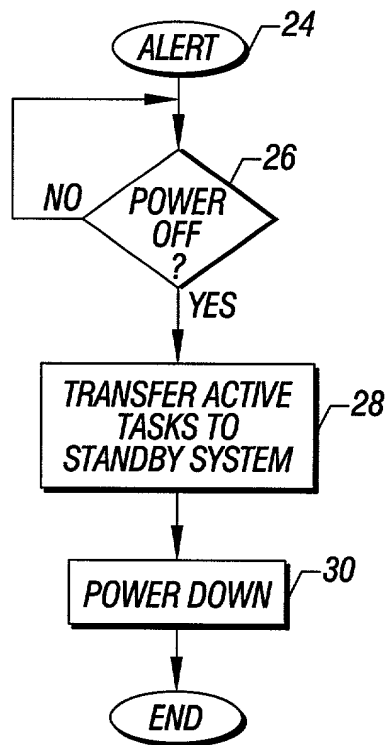 ALERT
24
26
POWER
OFF
?
NO
YES
TRANSFER ACTIVE
TASKS TO
STANDBY SYSTEM
28
POWER DOWN
30
END